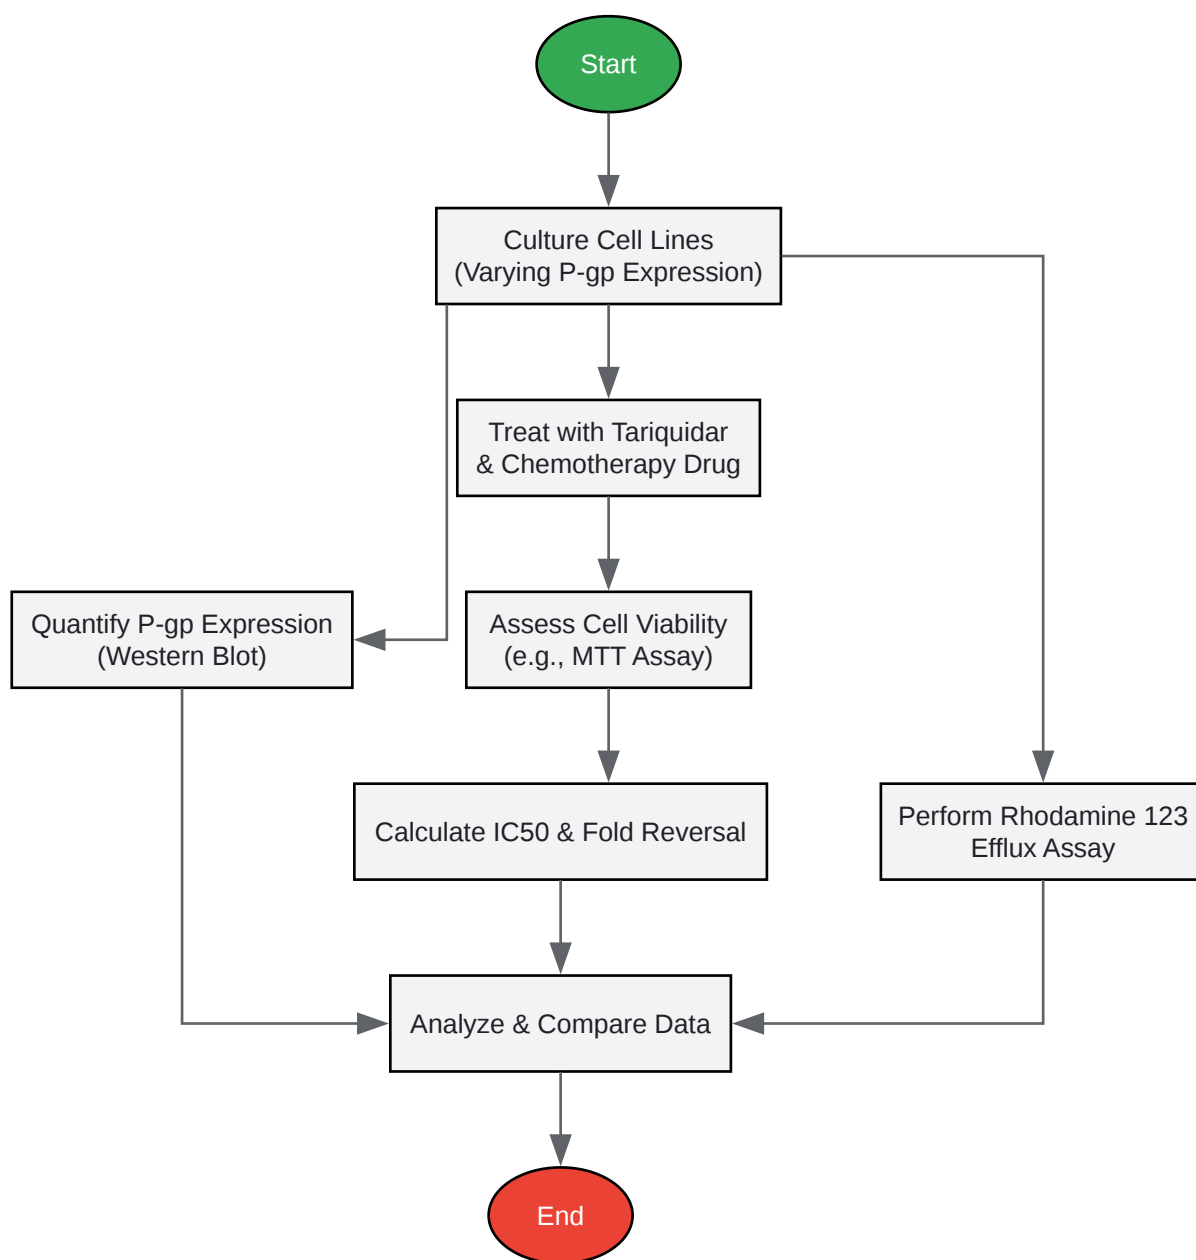 Start
Culture Cell Lines
(Varying P-gp Expression)
Treat with Tariquidar
& Chemotherapy Drug
Quantify P-gp Expression
(Western Blot)
Assess Cell Viability
(e.g., MTT Assay)
Calculate IC50 & Fold Reversal
Perform Rhodamine 123
Efflux Assay
Analyze & Compare Data
End